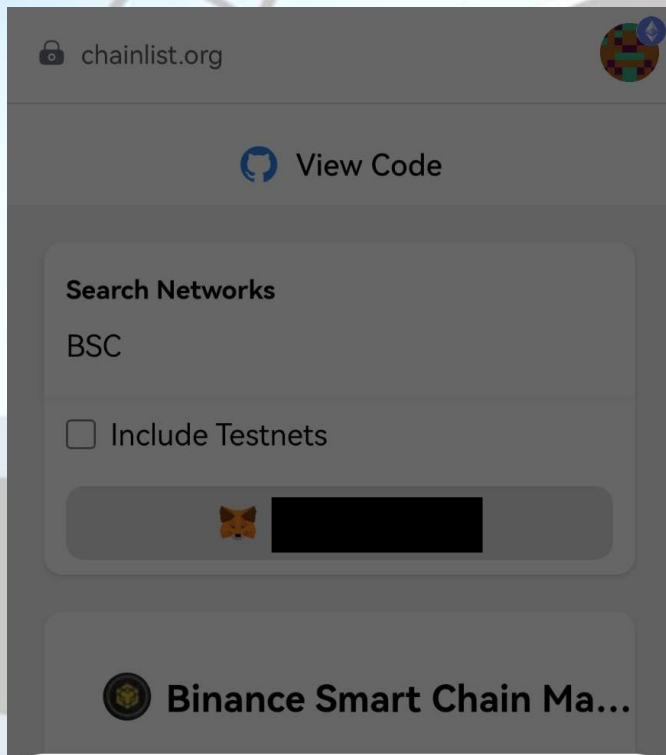 chainlist.org
View Code
Search Networks
BSC
Include Testnets
Binance Smart Chain Ma...